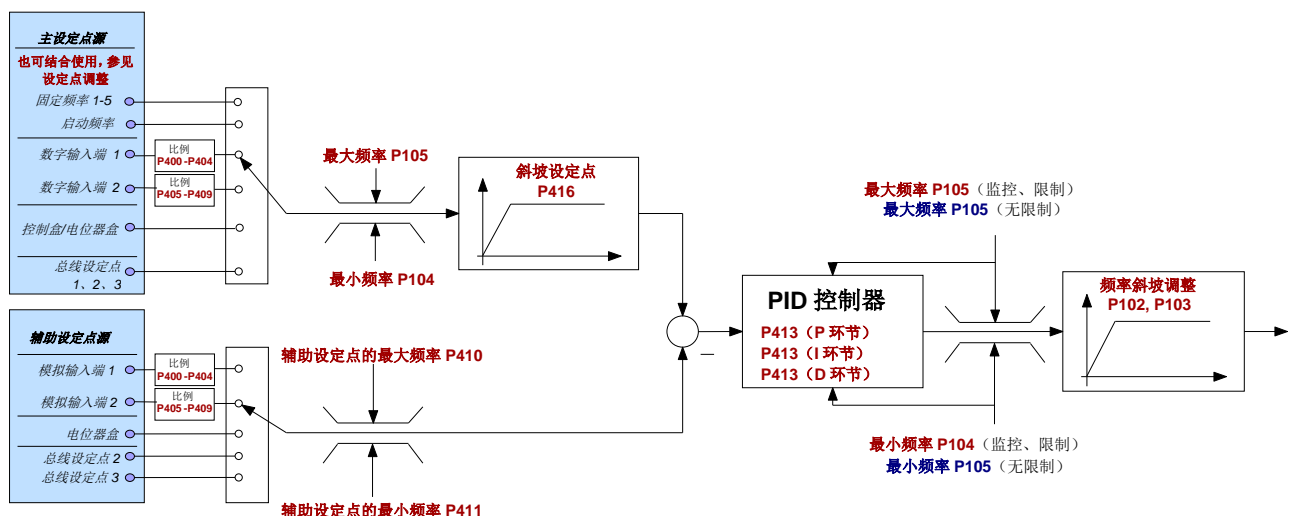 主设定点源
也可结合使用，参见
设定点调整
固定频率 1-5
启动频率
数字输入端 1
数字输入端 2
控制盒/电位器盒
总线设定点
1、2、3
比例
P400-P404
比例
P405-P409
最大频率 P105
最小频率 P104
斜坡设定点
P416
辅助设定点源
模拟输入端 1
模拟输入端 2
电位器盒
总线设定点 2
总线设定点 3
比例
P400-P404
比例
P405-P409
辅助设定点的最大频率 P410
辅助设定点的最小频率 P411
PID 控制器
P413（P 环节）
P413（I 环节）
P413（D 环节）
最大频率 P105（监控、限制）
最大频率 P105（无限制）
最小频率 P104（监控、限制）
最小频率 P105（无限制）
频率斜坡调整
P102, P103